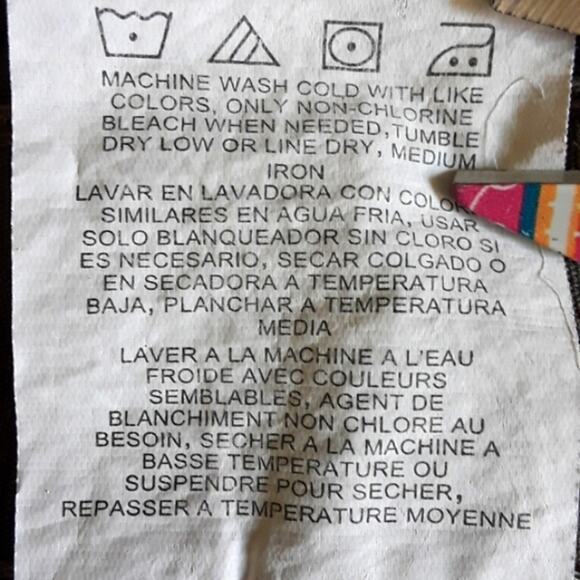 MACHINE WASH COLD WITH LIKE
COLORS, ONLY NON-CHLORINE
BLEACH WHEN NEEDED, TUMBLE
DRY LOW OR LINE DRY, MEDIUM
IRON
LAVAR EN LAVADORA CON
SIMILARES EN AGUA FRIA, USAR
SOLO BLANQUEADOR SIN CLORO SI
ES NECESARIO, SECAR COLGADO O
EN SECADORA A TEMPERATURA
BAJA, PLANCHAR A TEMPERATURA
MEDIA
LAVER A LA MACHINE A L'EAU
FROIDE AVEC COULEURS
SEMBLABLES, AGENT DE
BLANCHIMENT NON CHLORE AU
BESOIN, SECHER A LA MACHINE A
BASSE TEMPERATURE OU
SUSPENDRE POUR SECHER,
REPASSER A TEMPERATURE MOYENNE